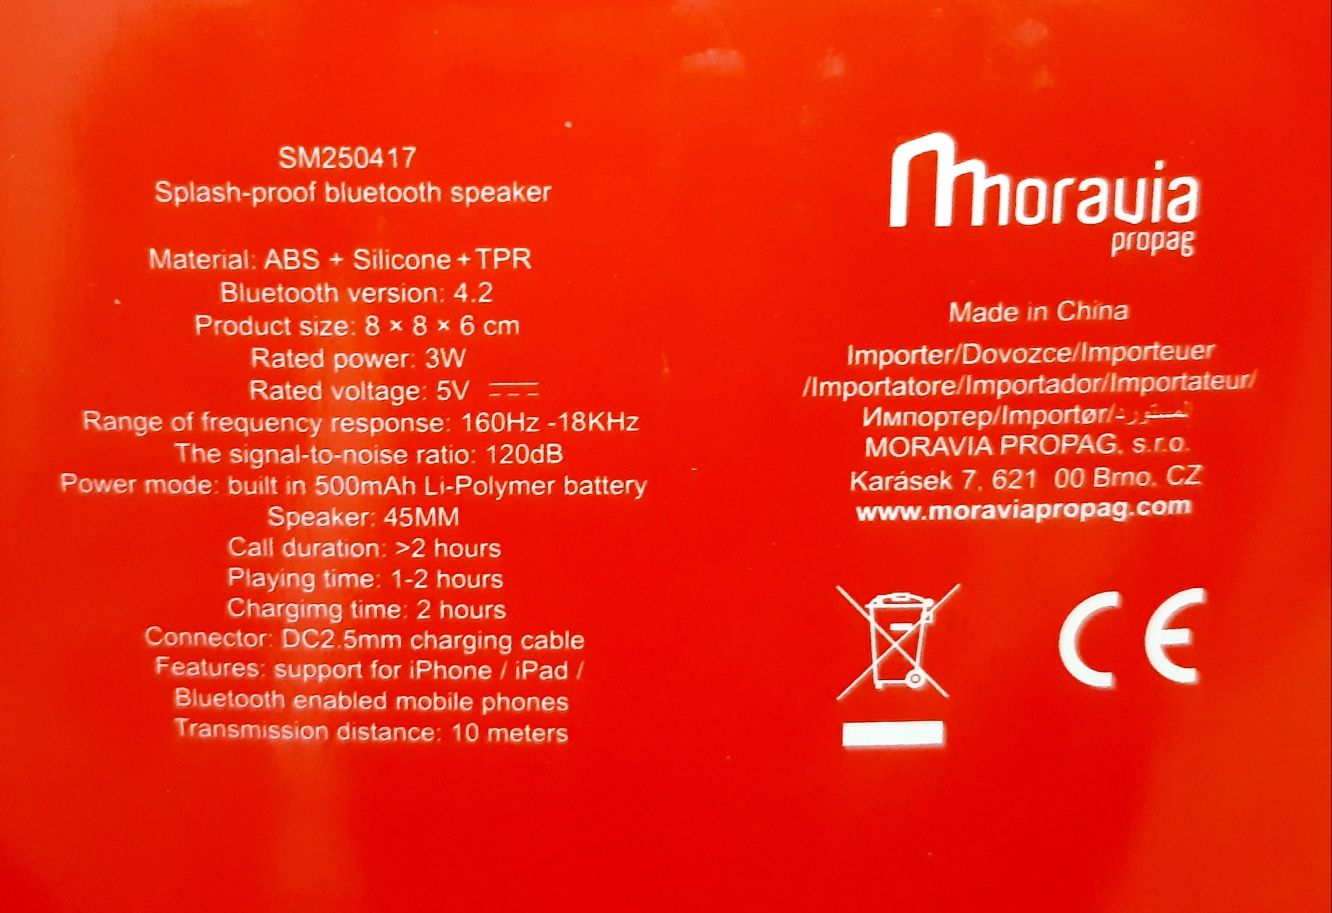 SM250417
Splash-proof bluetooth speaker
Material: ABS + Silicone + TPR
Bluetooth version: 4.2
Product size: 8 × 8 × 6 cm
Rated power: 3W
Rated voltage: 5V
Range of frequency response: 160Hz -18KHz
The signal-to-noise ratio: 120dB
Power mode: built in 500mAh Li-Polymer battery
Speaker: 45MM
Call duration: >2 hours
Playing time: 1-2 hours
Chargimg time: 2 hours
Connector: DC2.5mm charging cable
Features: support for iPhone / iPad /
Bluetooth enabled mobile phones
Transmission distance: 10 meters
moravia
propag
Made in China
Importer/Dovozce/Importeuer
/Importatore/Importador/Importateur/
Импортер/Importør/
MORAVIA PROPAG, s.r.o.
Karásek 7, 621 00 Brno, CZ
www.moraviapropag.com
CE